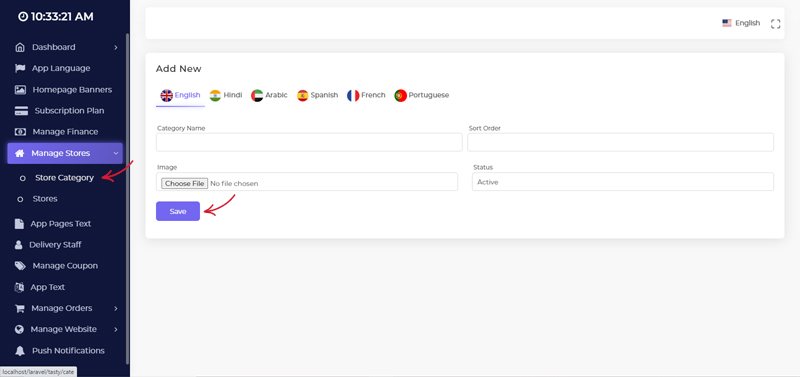 10:33:21 AM
Dashboard
App Language
Homepage Banners
Subscription Plan
Manage Finance
Manage Stores
Store Category
Stores
App Pages Text
Delivery Staff
Manage Coupon
App Text
Manage Orders
Manage Website
Push Notifications
localhost/laravel/tasty/cate
English
Add New
English Hindi Arabic Spanish French Portuguese
Category Name Sort Order
Image Status
Choose File No file chosen Active
Save